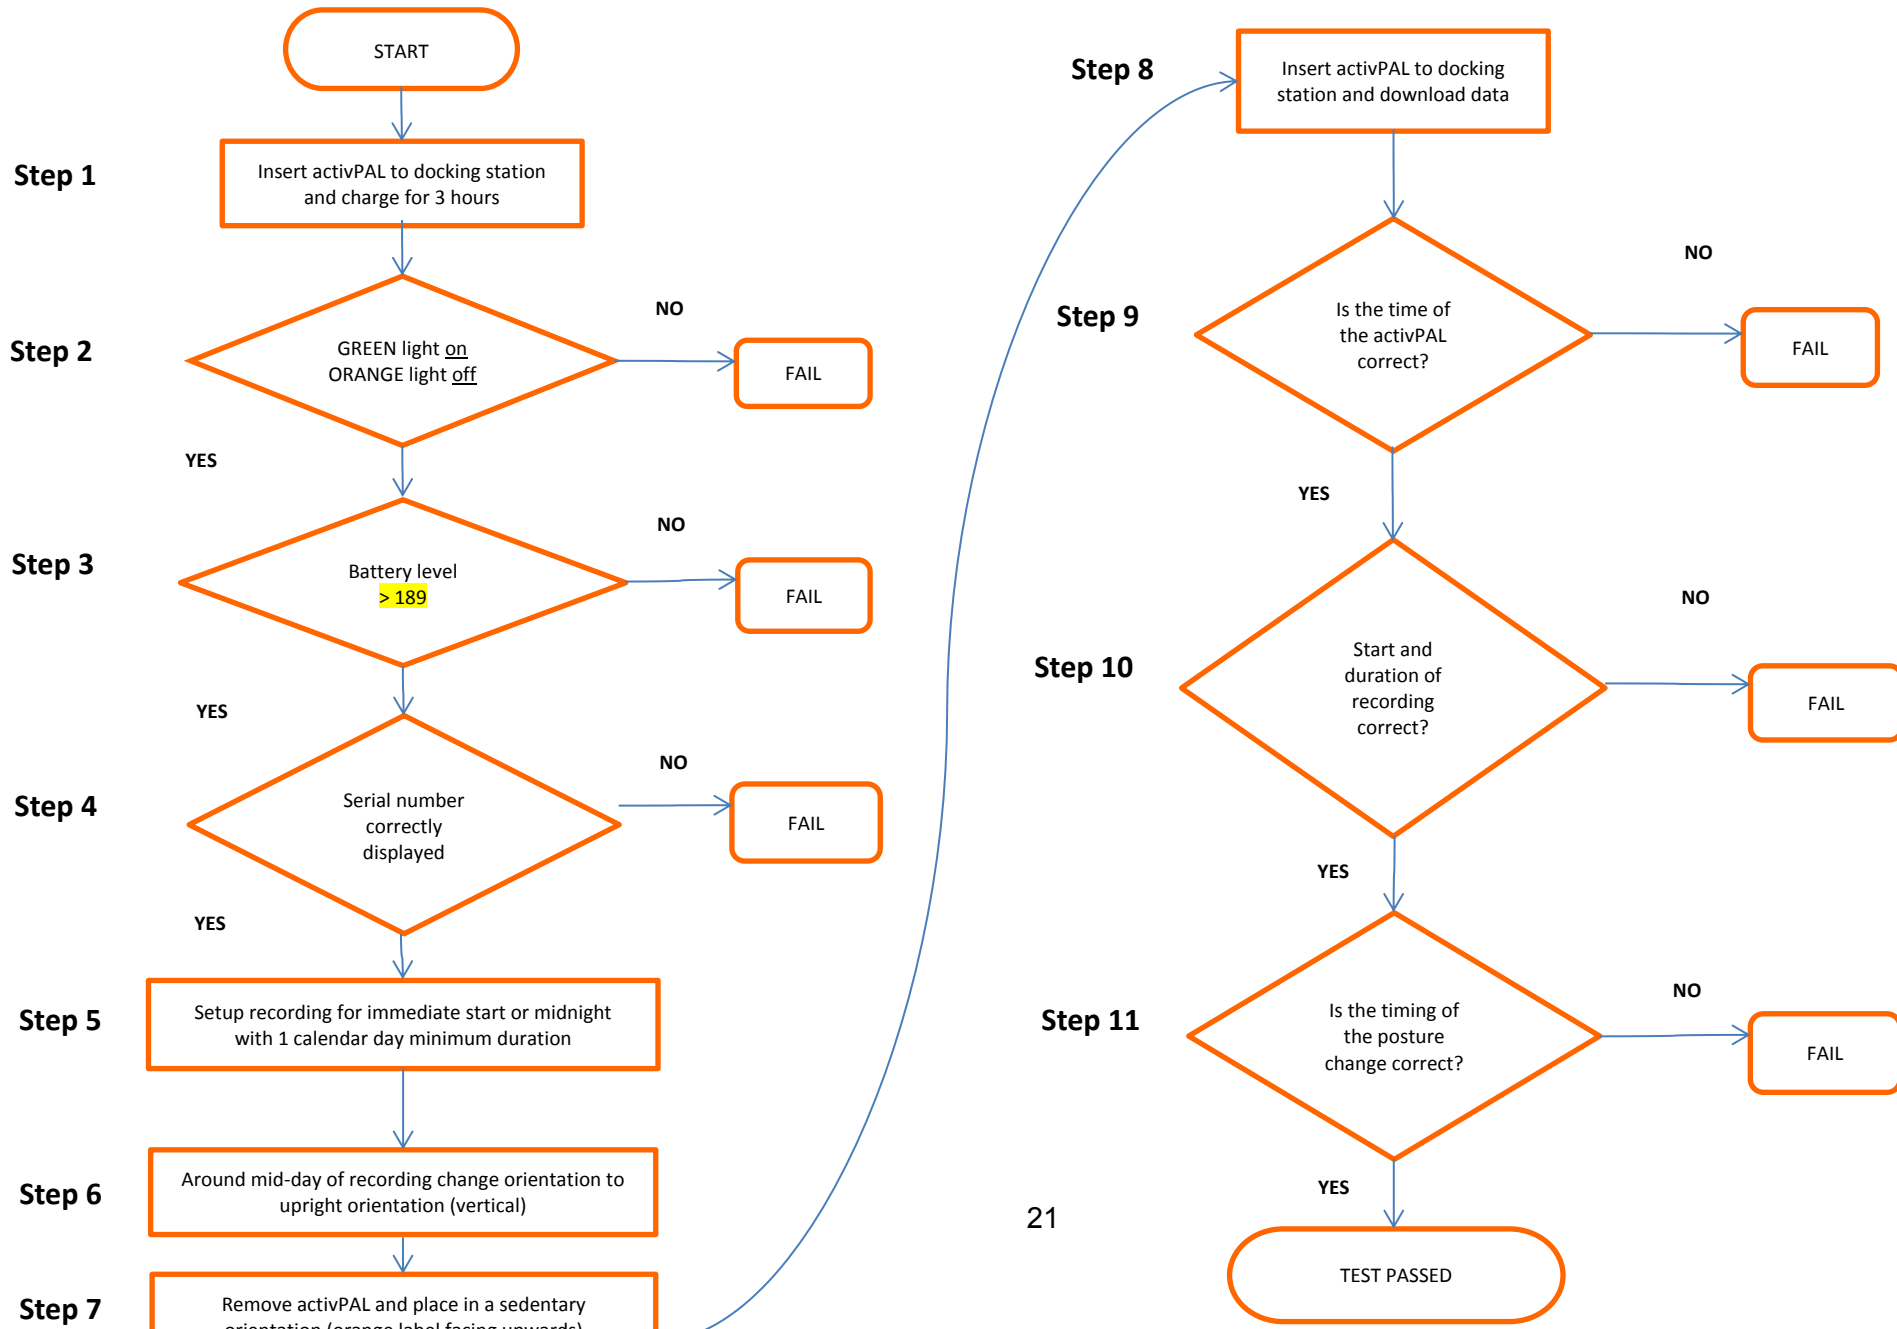 START
Step 1
Insert activPAL to docking station
and charge for 3 hours
Step 2
GREEN light on
ORANGE light off
NO
FAIL
YES
Step 3
Battery level
> 189
NO
FAIL
YES
Step 4
Serial number
correctly
displayed
NO
FAIL
YES
Step 5
Setup recording for immediate start or midnight
with 1 calendar day minimum duration
Step 6
Around mid-day of recording change orientation to
upright orientation (vertical)
Step 7
Remove activPAL and place in a sedentary
orientation (orange label facing upwards)
Step 8
Insert activPAL to docking
station and download data
Step 9
Is the time of
the activPAL
correct?
NO
FAIL
YES
Step 10
Start and
duration of
recording
correct?
NO
FAIL
YES
Step 11
Is the timing of
the posture
change correct?
NO
FAIL
YES
TEST PASSED
21